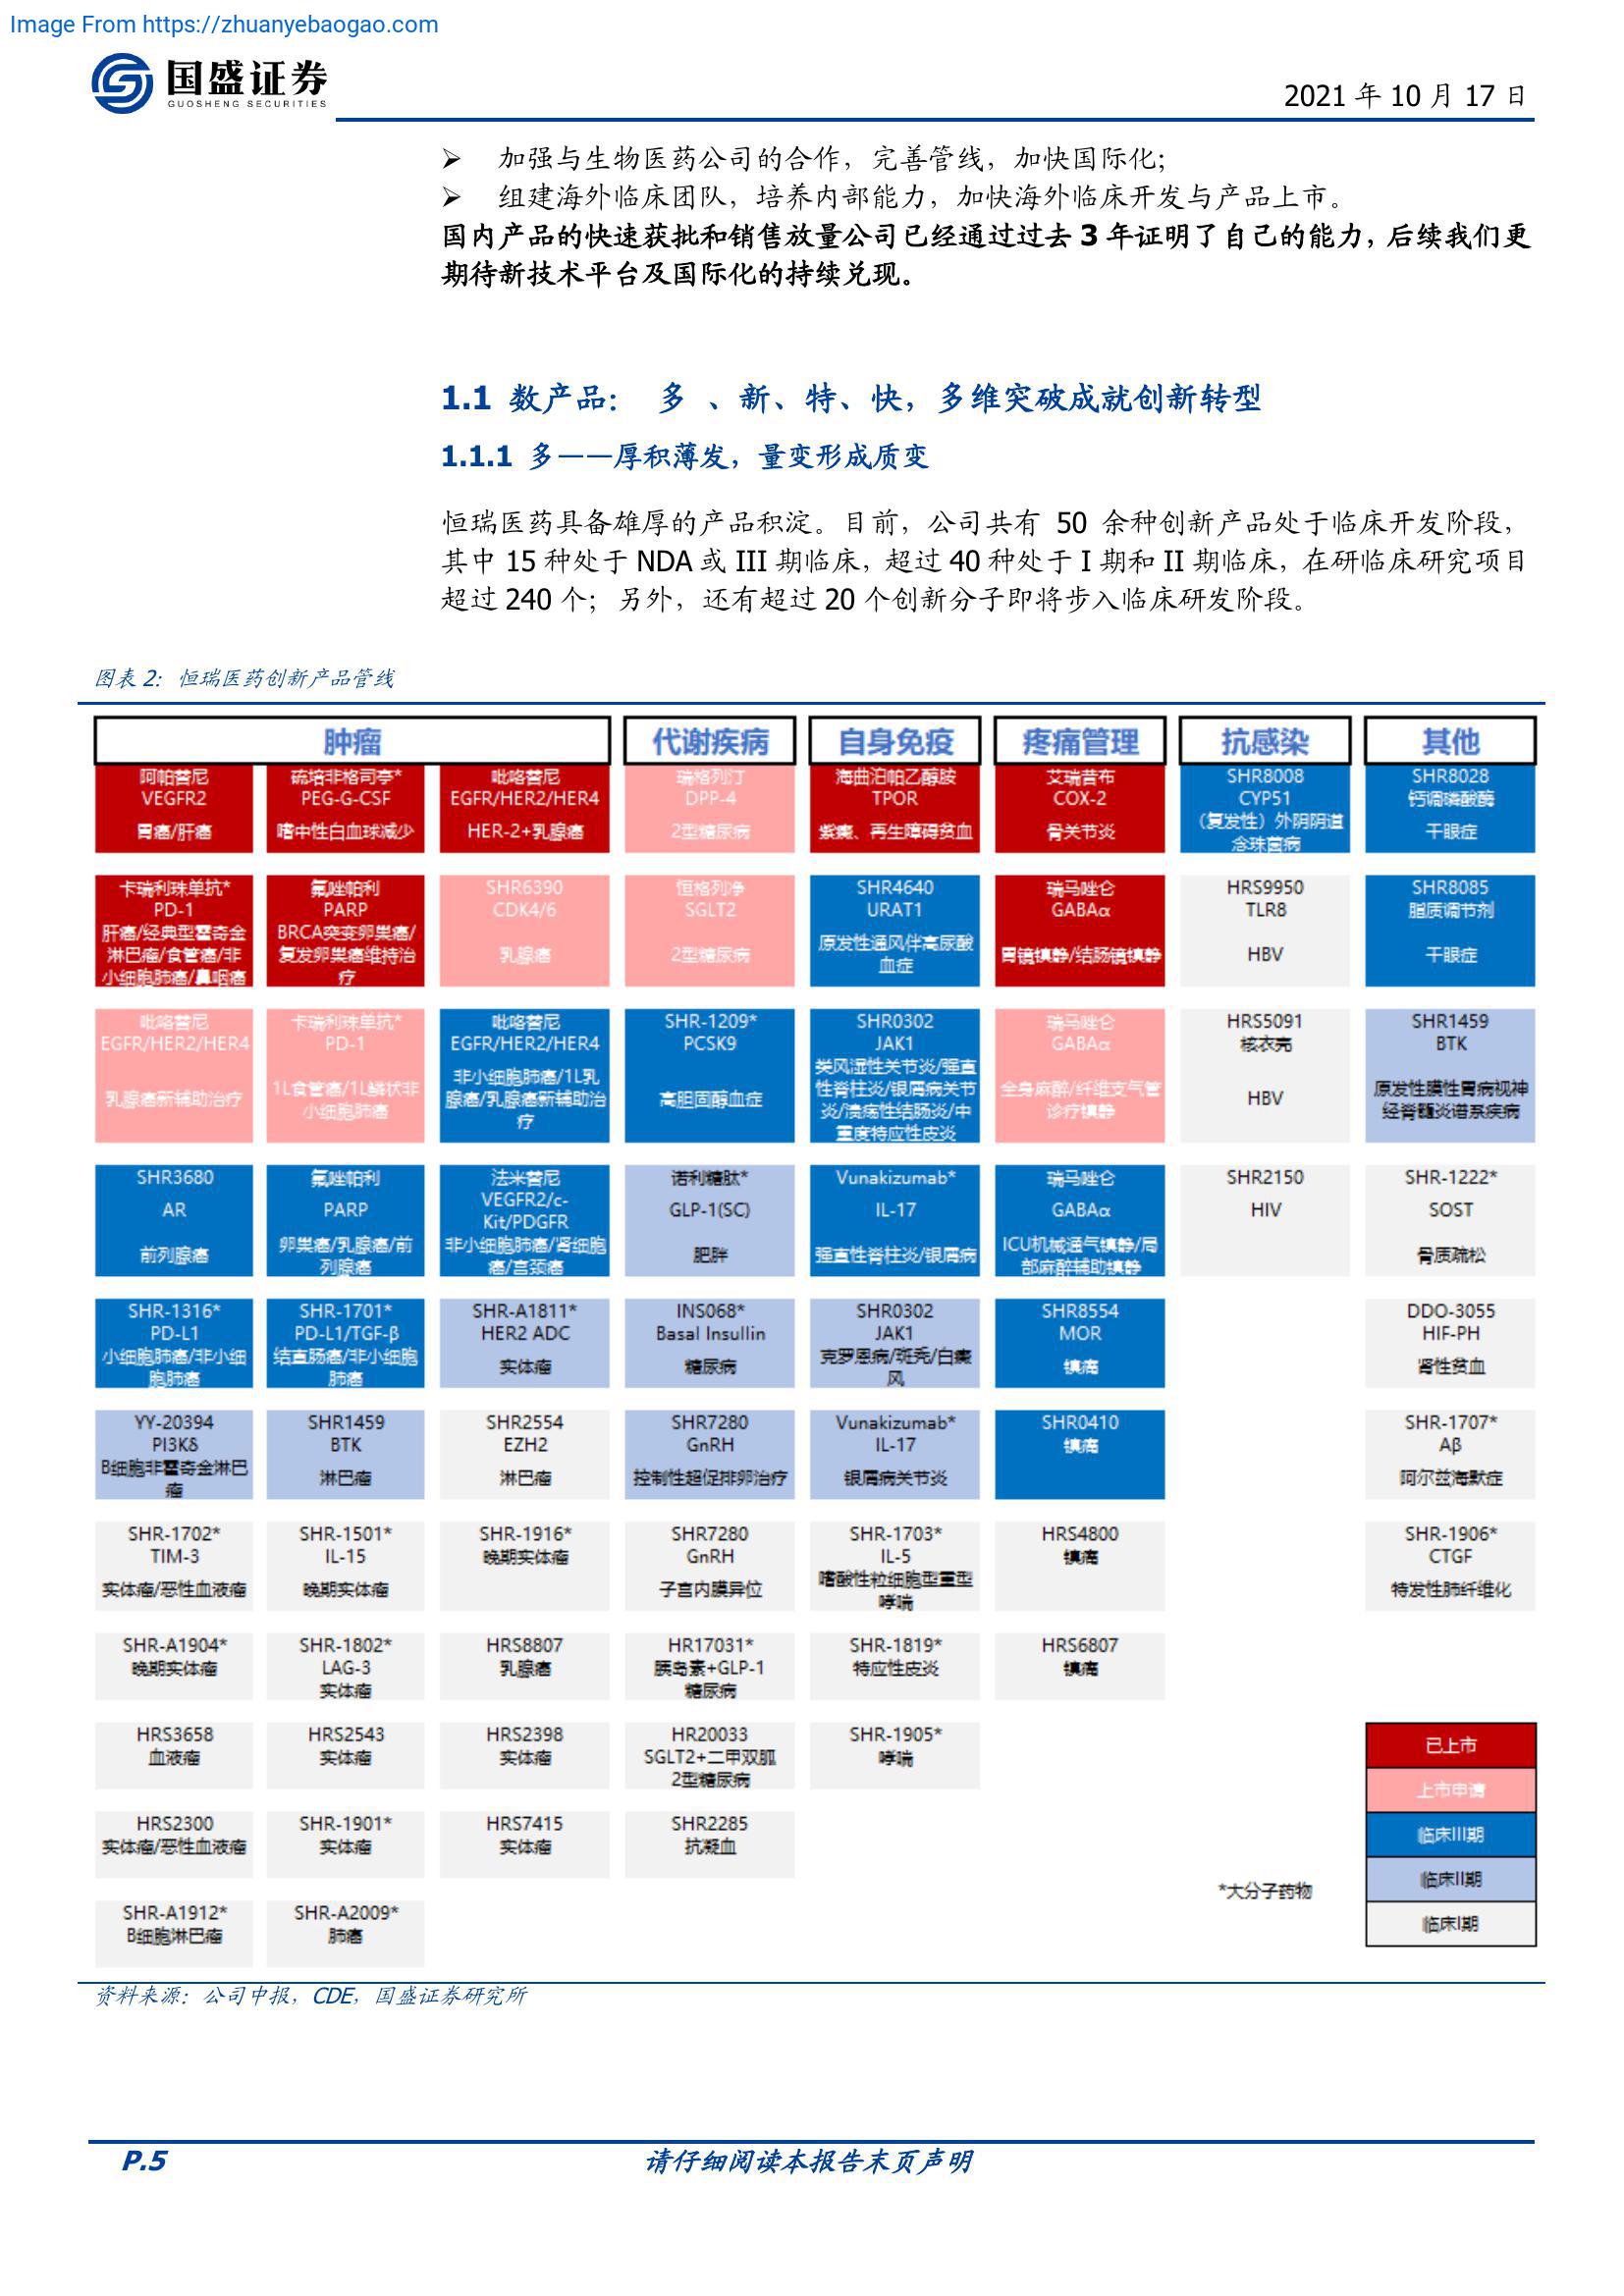 Image From https://zhuanyebaogao.com
国盛证券
GUOSHENG SECURITIES
2021 年 10 月 17 日
➢ 加强与生物医药公司的合作，完善管线，加快国际化；
➢ 组建海外临床团队，培养内部能力，加快海外临床开发与产品上市。
国内产品的快速获批和销售放量公司已经通过过去 3 年证明了自己的能力，后续我们更
期待新技术平台及国际化的持续兑现。
1.1 数产品： 多 、新、特、快，多维突破成就创新转型
1.1.1 多——厚积薄发，量变形成质变
恒瑞医药具备雄厚的产品积淀。目前，公司共有 50 余种创新产品处于临床开发阶段，
其中 15 种处于 NDA 或 III 期临床，超过 40 种处于 I 期和 II 期临床，在研临床研究项目
超过 240 个；另外，还有超过 20 个创新分子即将步入临床研发阶段。
图表 2：恒瑞医药创新产品管线
肿瘤 代谢疾病 自身免疫 疼痛管理 抗感染 其他
阿帕替尼
VEGFR2
胃癌/肝癌
硫培非格司亭*
PEG-G-CSF
嗜中性白血球减少
吡咯替尼
EGFR/HER2/HER4
HER-2+乳腺癌
瑞格列汀
DPP-4
2型糖尿病
海曲泊帕乙醇胺
TPOR
紫癜、再生障碍贫血
艾瑞昔布
COX-2
骨关节炎
SHR8008
CYP51
（复发性）外阴阴道
念珠菌病
SHR8028
钙调磷酸酶
干眼症
卡瑞利珠单抗*
PD-1
肝癌/经典型霍奇金
淋巴瘤/食管癌/非
小细胞肺癌/鼻咽癌
氟唑帕利
PARP
BRCA突变卵巢癌/
复发卵巢癌维持治
疗
SHR6390
CDK4/6
乳腺癌
恒格列净
SGLT2
2型糖尿病
SHR4640
URAT1
原发性通风伴高尿酸
血症
瑞马唑仑
GABAα
胃镜镇静/结肠镜镇静
HRS9950
TLR8
HBV
SHR8085
脂质调节剂
干眼症
吡咯替尼
EGFR/HER2/HER4
乳腺癌新辅助治疗
卡瑞利珠单抗*
PD-1
1L食管癌/1L鳞状非
小细胞肺癌
吡咯替尼
EGFR/HER2/HER4
非小细胞肺癌/1L乳
腺癌/乳腺癌新辅助治
疗
SHR-1209*
PCSK9
高胆固醇血症
SHR0302
JAK1
类风湿性关节炎/强直
性脊柱炎/银屑病关节
炎/溃疡性结肠炎/中
重度特应性皮炎
瑞马唑仑
GABAα
全身麻醉/纤维支气管
诊疗镇静
HRS5091
核衣壳
HBV
SHR1459
BTK
原发性膜性胃病视神
经脊髓炎谱系疾病
SHR3680
AR
前列腺癌
氟唑帕利
PARP
卵巢癌/乳腺癌/前
列腺癌
法米替尼
VEGFR2/c-
Kit/PDGFR
非小细胞肺癌/肾细胞
癌/宫颈癌
诺利糖肽*
GLP-1(SC)
肥胖
Vunakizumab*
IL-17
强直性脊柱炎/银屑病
瑞马唑仑
GABAα
ICU机械通气镇静/局
部麻醉辅助镇静
SHR2150
HIV
SHR-1222*
SOST
骨质疏松
SHR-1316*
PD-L1
小细胞肺癌/非小细
胞肺癌
SHR-1701*
PD-L1/TGF-β
结直肠癌/非小细胞
肺癌
SHR-A1811*
HER2 ADC
实体瘤
INS068*
Basal Insullin
糖尿病
SHR0302
JAK1
克罗恩病/斑秃/白癜
风
SHR8554
MOR
镇痛
DDO-3055
HIF-PH
肾性贫血
YY-20394
PI3Kδ
B细胞非霍奇金淋巴
瘤
SHR1459
BTK
淋巴瘤
SHR2554
EZH2
淋巴瘤
SHR7280
GnRH
控制性超促排卵治疗
Vunakizumab*
IL-17
银屑病关节炎
SHR0410
镇痛
SHR-1707*
Aβ
阿尔兹海默症
SHR-1702*
TIM-3
实体瘤/恶性血液瘤
SHR-1501*
IL-15
晚期实体瘤
SHR-1916*
晚期实体瘤
SHR7280
GnRH
子宫内膜异位
SHR-1703*
IL-5
嗜酸性粒细胞型重型
哮喘
HRS4800
镇痛
SHR-1906*
CTGF
特发性肺纤维化
SHR-A1904*
晚期实体瘤
SHR-1802*
LAG-3
实体瘤
HRS8807
乳腺癌
HR17031*
胰岛素+GLP-1
糖尿病
SHR-1819*
特应性皮炎
HRS6807
镇痛
HRS3658
血液瘤
HRS2543
实体瘤
HRS2398
实体瘤
HR20033
SGLT2+二甲双胍
2型糖尿病
SHR-1905*
哮喘
HRS2300
实体瘤/恶性血液瘤
SHR-1901*
实体瘤
HRS7415
实体瘤
SHR2285
抗凝血
SHR-A1912*
B细胞淋巴瘤
SHR-A2009*
肺癌
*大分子药物
已上市
上市申请
临床III期
临床II期
临床I期
资料来源：公司中报，CDE，国盛证券研究所
P.5
请仔细阅读本报告末页声明